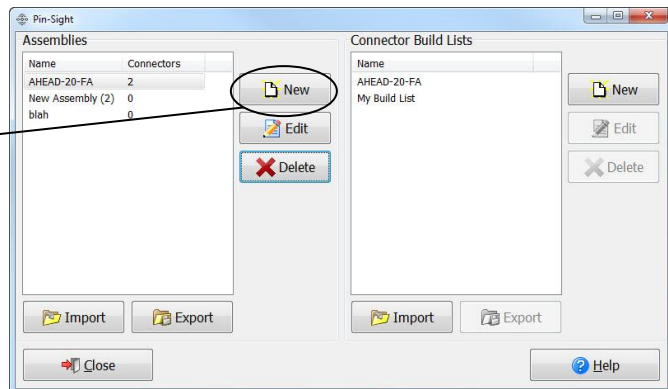 Pin-Sight
Assemblies
Name Connectors
AHEAD-20-FA 2
New Assembly (2) 0
blah 0
New
Edit
Delete
Import Export
Connector Build Lists
Name
AHEAD-20-FA
My Build List
New
Edit
Delete
Import Export
Close
Help